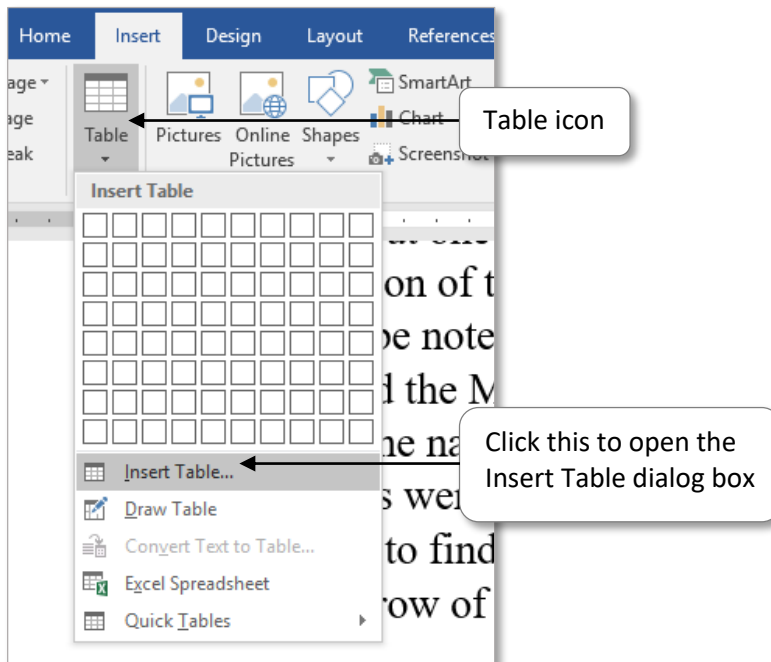 Home Insert Design Layout References
age
age
eak
Table
Pictures
Online Pictures
Shapes
SmartArt
Chart
Screenshot
Table icon
Insert Table
on of t
be note
d the M
he na
s wer
to find
row of
Insert Table...
Draw Table
Convert Text to Table...
Excel Spreadsheet
Quick Tables
Click this to open the
Insert Table dialog box